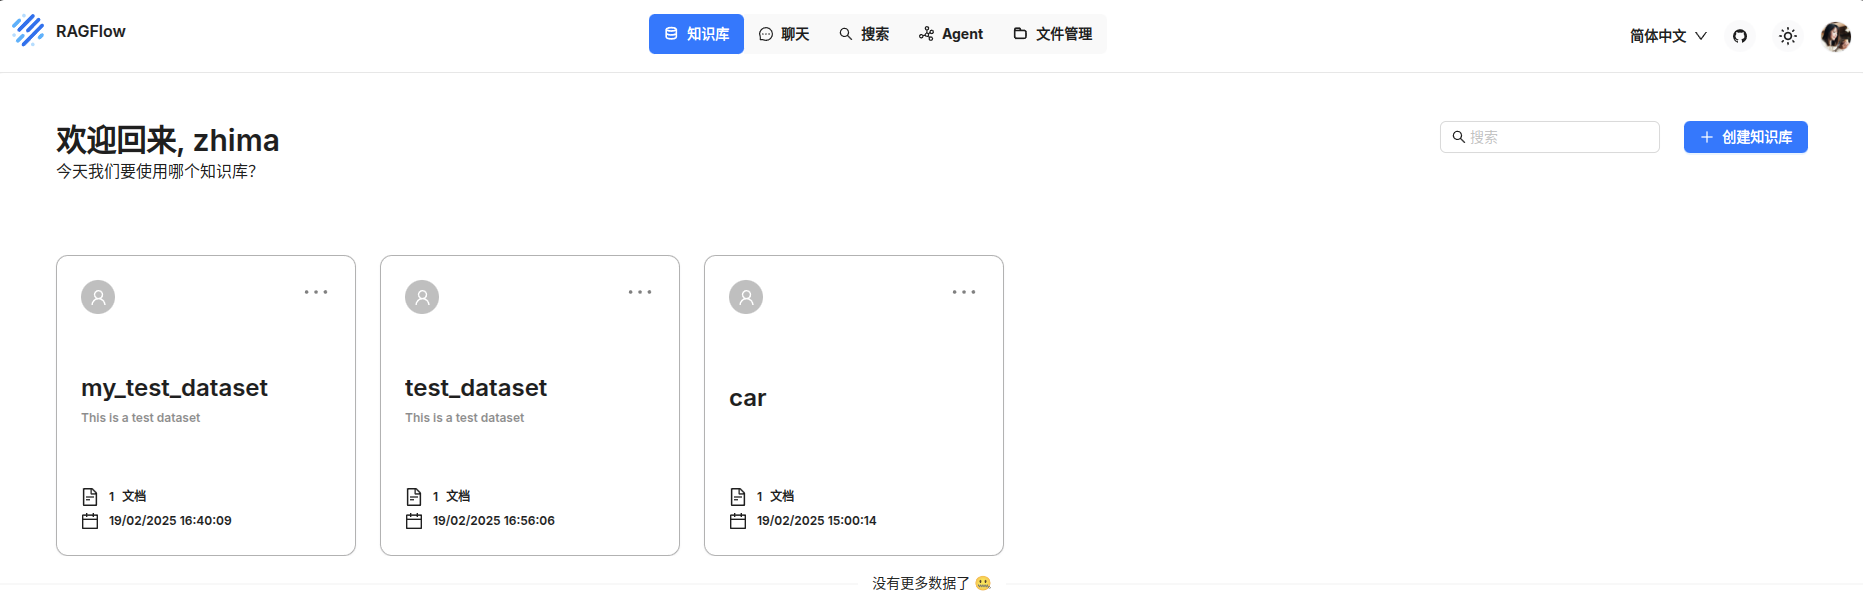 RAGFlow
知识库 聊天 搜索 Agent 文件管理
简体中文
欢迎回来, zhima
今天我们要使用哪个知识库?
搜索
创建知识库
my_test_dataset
This is a test dataset
1 文档
19/02/2025 16:40:09
test_dataset
This is a test dataset
1 文档
19/02/2025 16:56:06
car
1 文档
19/02/2025 15:00:14
没有更多数据了 🤐